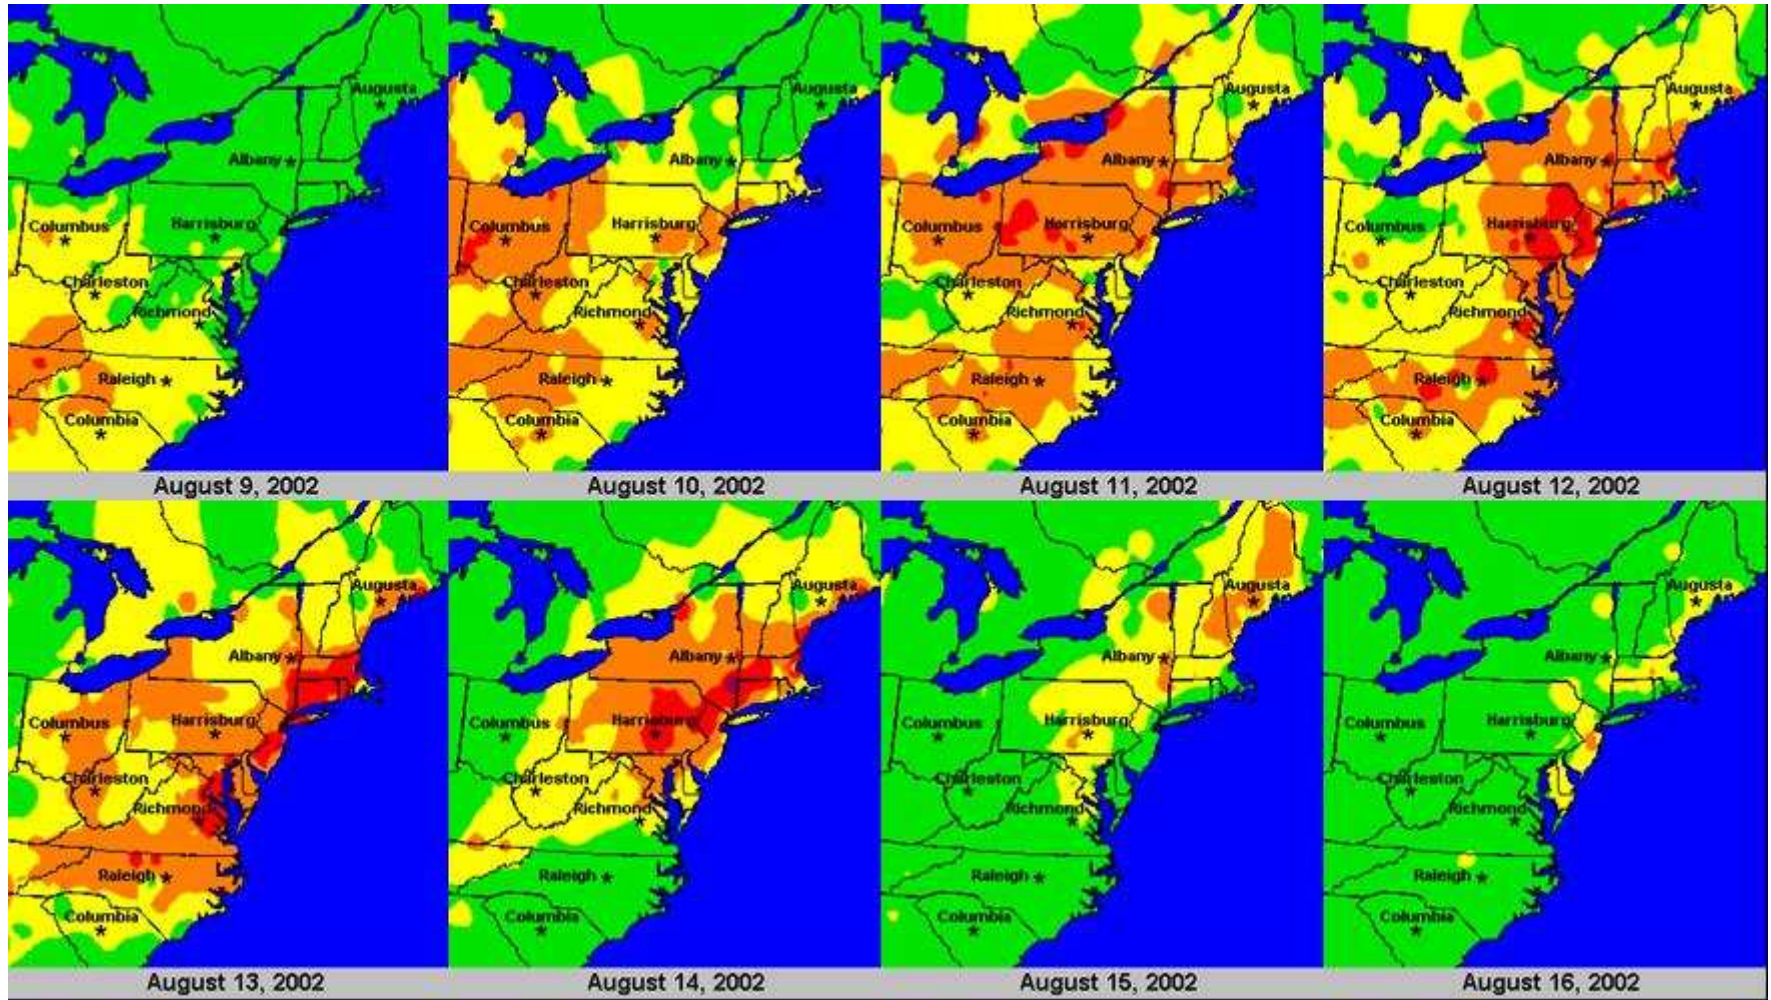 Augusta
Albany
Columbus
Harrisburg
Charleston
Richmond
Raleigh
Columbia
August 9, 2002
Augusta
Albany
Columbus
Harrisburg
Charleston
Richmond
Raleigh
Columbia
August 10, 2002
Augusta
Albany
Columbus
Harrisburg
Charleston
Richmond
Raleigh
Columbia
August 11, 2002
Augusta
Albany
Columbus
Harrisburg
Charleston
Richmond
Raleigh
Columbia
August 12, 2002
Augusta
Albany
Columbus
Harrisburg
Charleston
Richmond
Raleigh
Columbia
August 13, 2002
Augusta
Albany
Columbus
Harrisburg
Charleston
Richmond
Raleigh
Columbia
August 14, 2002
Augusta
Albany
Columbus
Harrisburg
Charleston
Richmond
Raleigh
Columbia
August 15, 2002
Augusta
Albany
Columbus
Harrisburg
Charleston
Richmond
Raleigh
Columbia
August 16, 2002